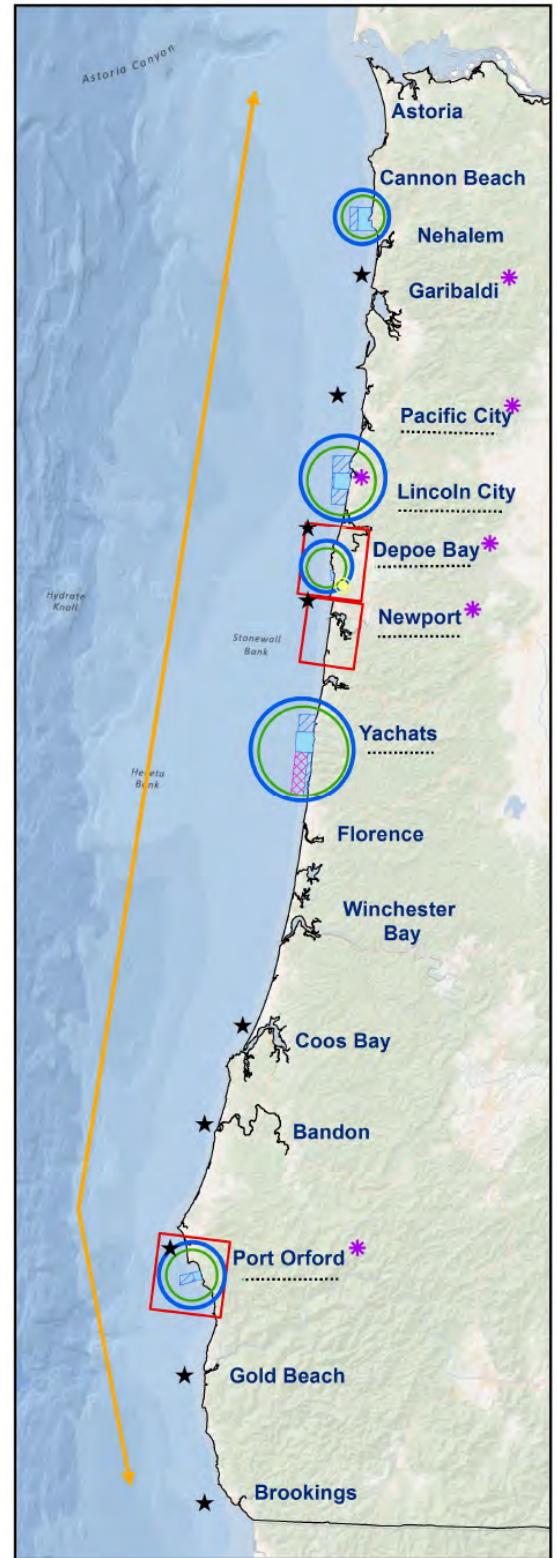 Astoria Canyon
Astoria
Cannon Beach
Nehalem
Garibaldi
Pacific City
Lincoln City
Depoe Bay
Hydrate
Knoll
Newport
Stonewall
Bank
Yachats
Heceta
Bank
Florence
Winchester
Bay
Coos Bay
Bandon
Port Orford
Gold Beach
Brookings